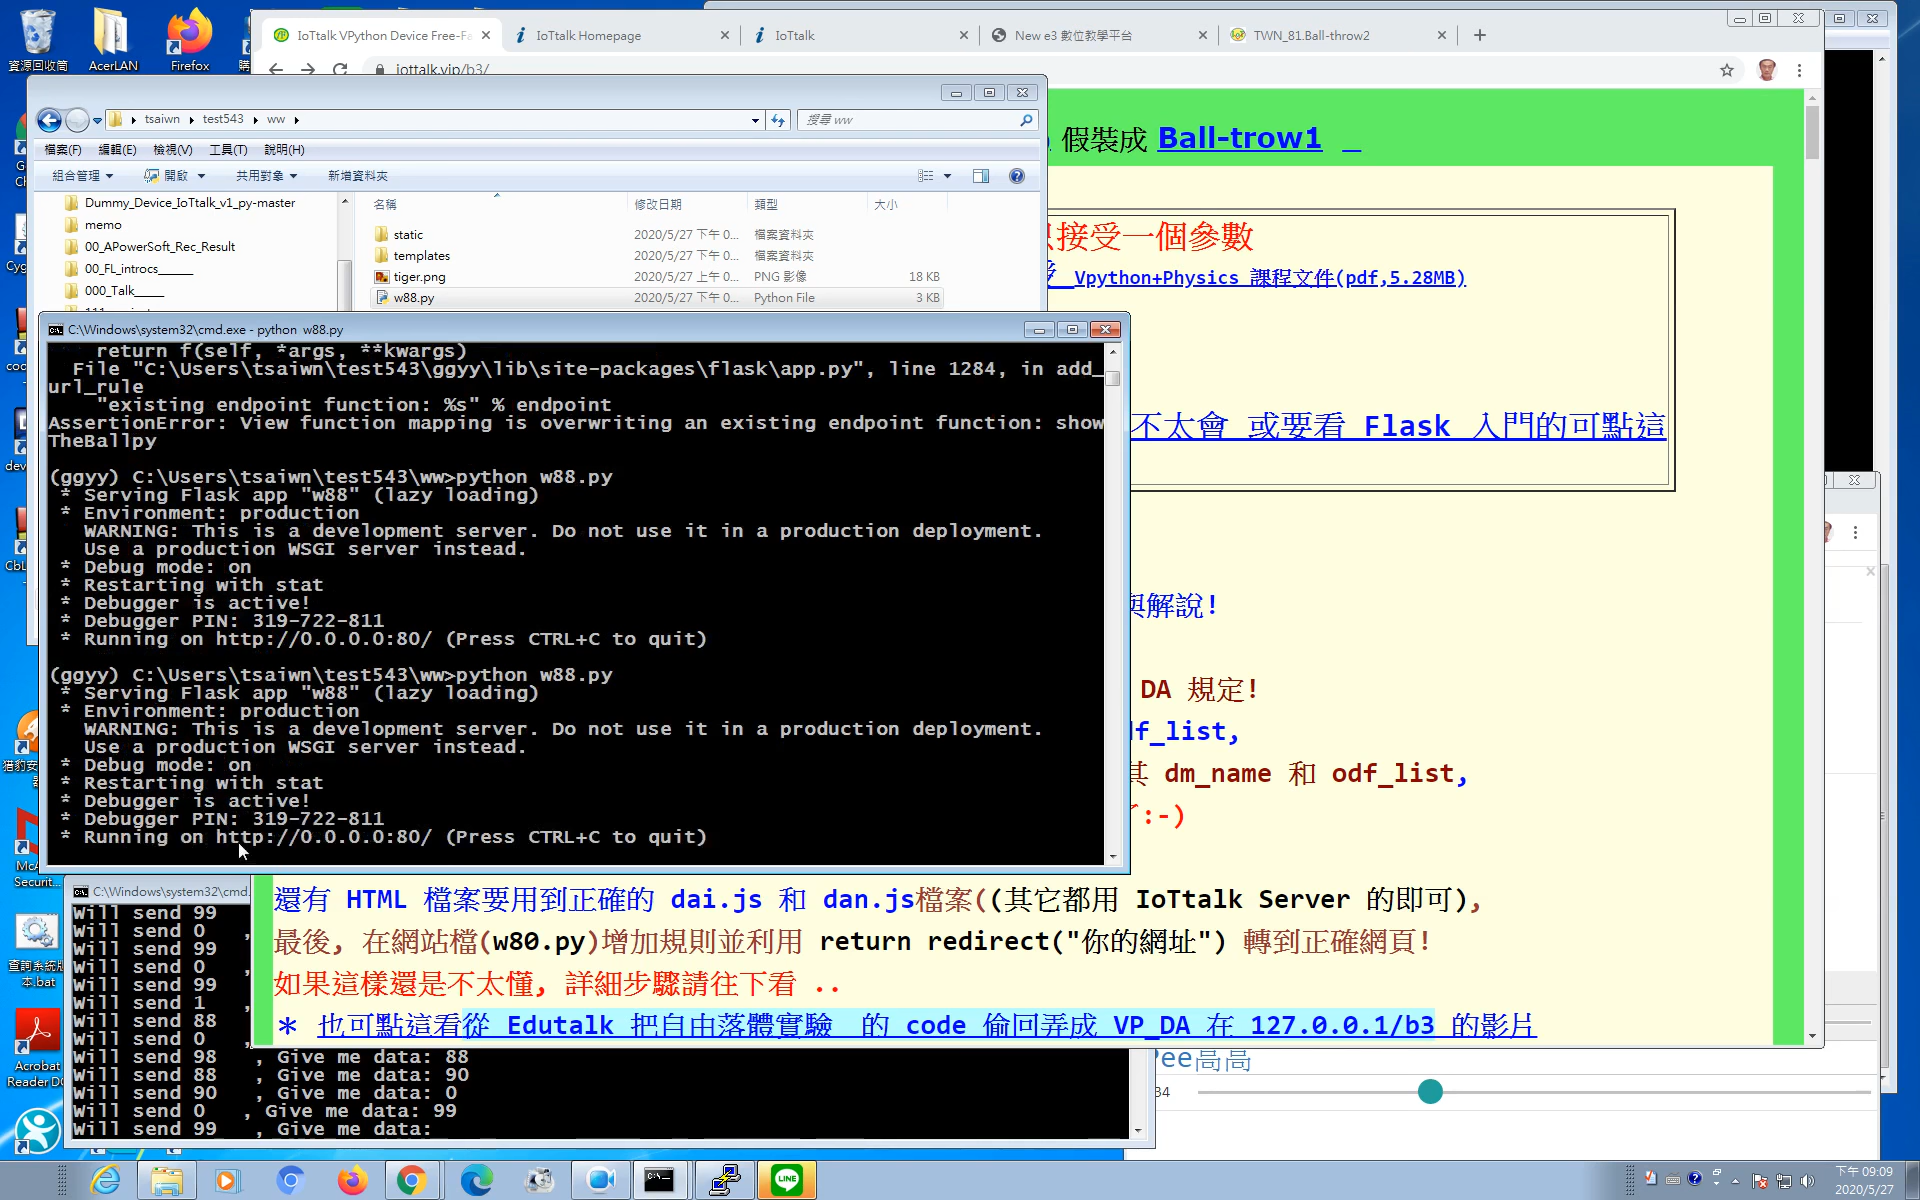 資源回收筒
AcerLAN
Firefox
IoTtalk VPython Device Free-Fa
IoTtalk Homepage
IoTtalk
New e3 數位教學平台
TWN_81.Ball-throw2
iottalk.vip/b3/
tsaiwn
test543
ww
搜尋 ww
檔案(F)
編輯(E)
檢視(V)
工具(T)
說明(H)
組合管理
開啟
共用對象
新增資料夾
Dummy_Device_IoTtalk_v1_py-master
memo
00_APowerSoft_Rec_Result
00_FL_introcs______
000_Talk_____
名稱
修改日期
類型
大小
static 2020/5/27 下午 0... 檔案資料夾
templates 2020/5/27 下午 0... 檔案資料夾
tiger.png 2020/5/27 上午 0... PNG 影像 18 KB
w88.py 2020/5/27 下午 0... Python File 3 KB
假裝成 Ball-trow1 _
接受一個參數
Vpython+Physics 課程文件(pdf,5.28MB)
不太會 或要看 Flask 入門的可點這
與解說!
DA 規定!
f_list,
其 dm_name 和 odf_list,
:-)
C:\Windows\system32\cmd.exe - python w88.py
return f(self, *args, **kwargs)
File "C:\Users\tsaiwn\test543\ggyy\lib\site-packages\flask\app.py", line 1284, in add_
url_rule
"existing endpoint function: %s" % endpoint
AssertionError: View function mapping is overwriting an existing endpoint function: show
TheBallpy
(ggyy) C:\Users\tsaiwn\test543\ww>python w88.py
* Serving Flask app "w88" (lazy loading)
* Environment: production
WARNING: This is a development server. Do not use it in a production deployment.
Use a production WSGI server instead.
* Debug mode: on
* Restarting with stat
* Debugger is active!
* Debugger PIN: 319-722-811
* Running on http://0.0.0.0:80/ (Press CTRL+C to quit)
(ggyy) C:\Users\tsaiwn\test543\ww>python w88.py
* Serving Flask app "w88" (lazy loading)
* Environment: production
WARNING: This is a development server. Do not use it in a production deployment.
Use a production WSGI server instead.
* Debug mode: on
* Restarting with stat
* Debugger is active!
* Debugger PIN: 319-722-811
* Running on http://0.0.0.0:80/ (Press CTRL+C to quit)
還有 HTML 檔案要用到正確的 dai.js 和 dan.js檔案((其它都用 IoTtalk Server 的即可),
最後, 在網站檔(w80.py)增加規則並利用 return redirect("你的網址") 轉到正確網頁!
如果這樣還是不太懂, 詳細步驟請往下看 ..
* 也可點這看從 Edutalk 把自由落體實驗 的 code 偷回弄成 VP_DA 在 127.0.0.1/b3 的影片
C:\Windows\system32\cmd.
Will send 99
Will send 0 ,
Will send 99
Will send 0
Will send 99
Will send 1 ,
Will send 88
Will send 0 ,
Will send 98 , Give me data: 88
Will send 88 , Give me data: 90
Will send 90 , Give me data: 0
Will send 0 , Give me data: 99
Will send 99 , Give me data:
Pee高高
34
McA
Securit...
查詢系統版
本.bat
Acrobat
Reader DC
LINE
下午 09:09
2020/5/27